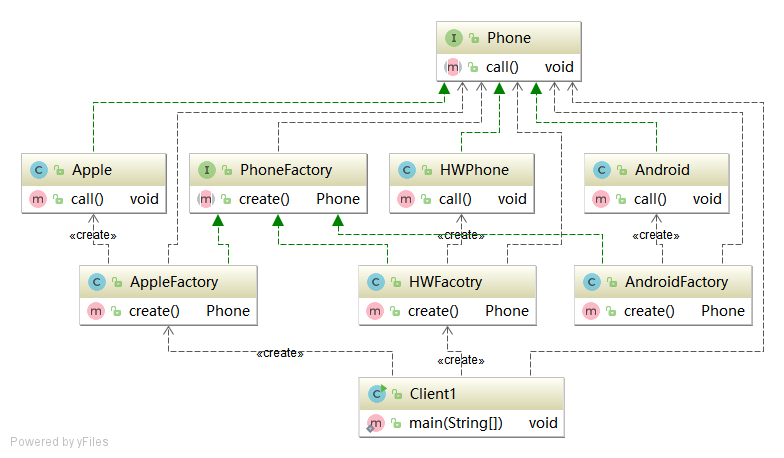 I Phone
m call() void
C Apple
m call() void
I PhoneFactory
m create() Phone
C HWPhone
m call() void
C Android
m call() void
«create»
«create»
«create»
C AppleFactory
m create() Phone
C HWFacotry
m create() Phone
C AndroidFactory
m create() Phone
«create»
«create»
C Client1
m main(String[]) void
Powered by yFiles